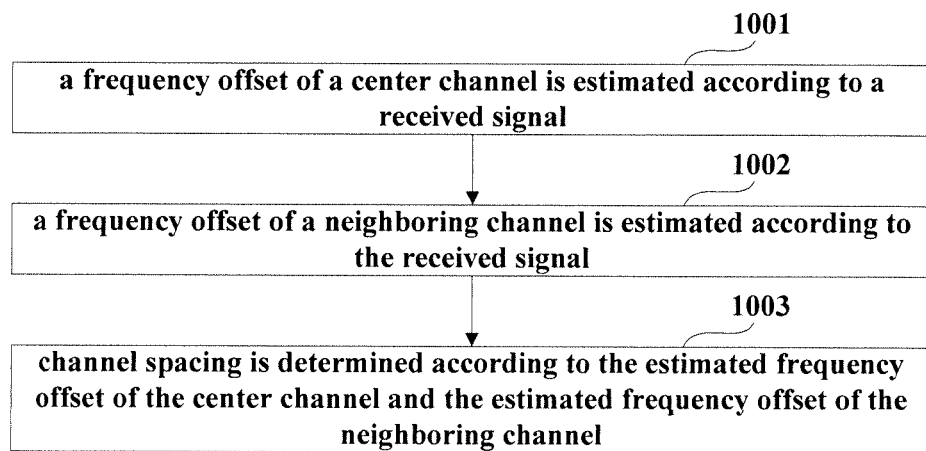 1001
a frequency offset of a center channel is estimated according to a
received signal
1002
a frequency offset of a neighboring channel is estimated according to
the received signal
1003
channel spacing is determined according to the estimated frequency
offset of the center channel and the estimated frequency offset of the
neighboring channel